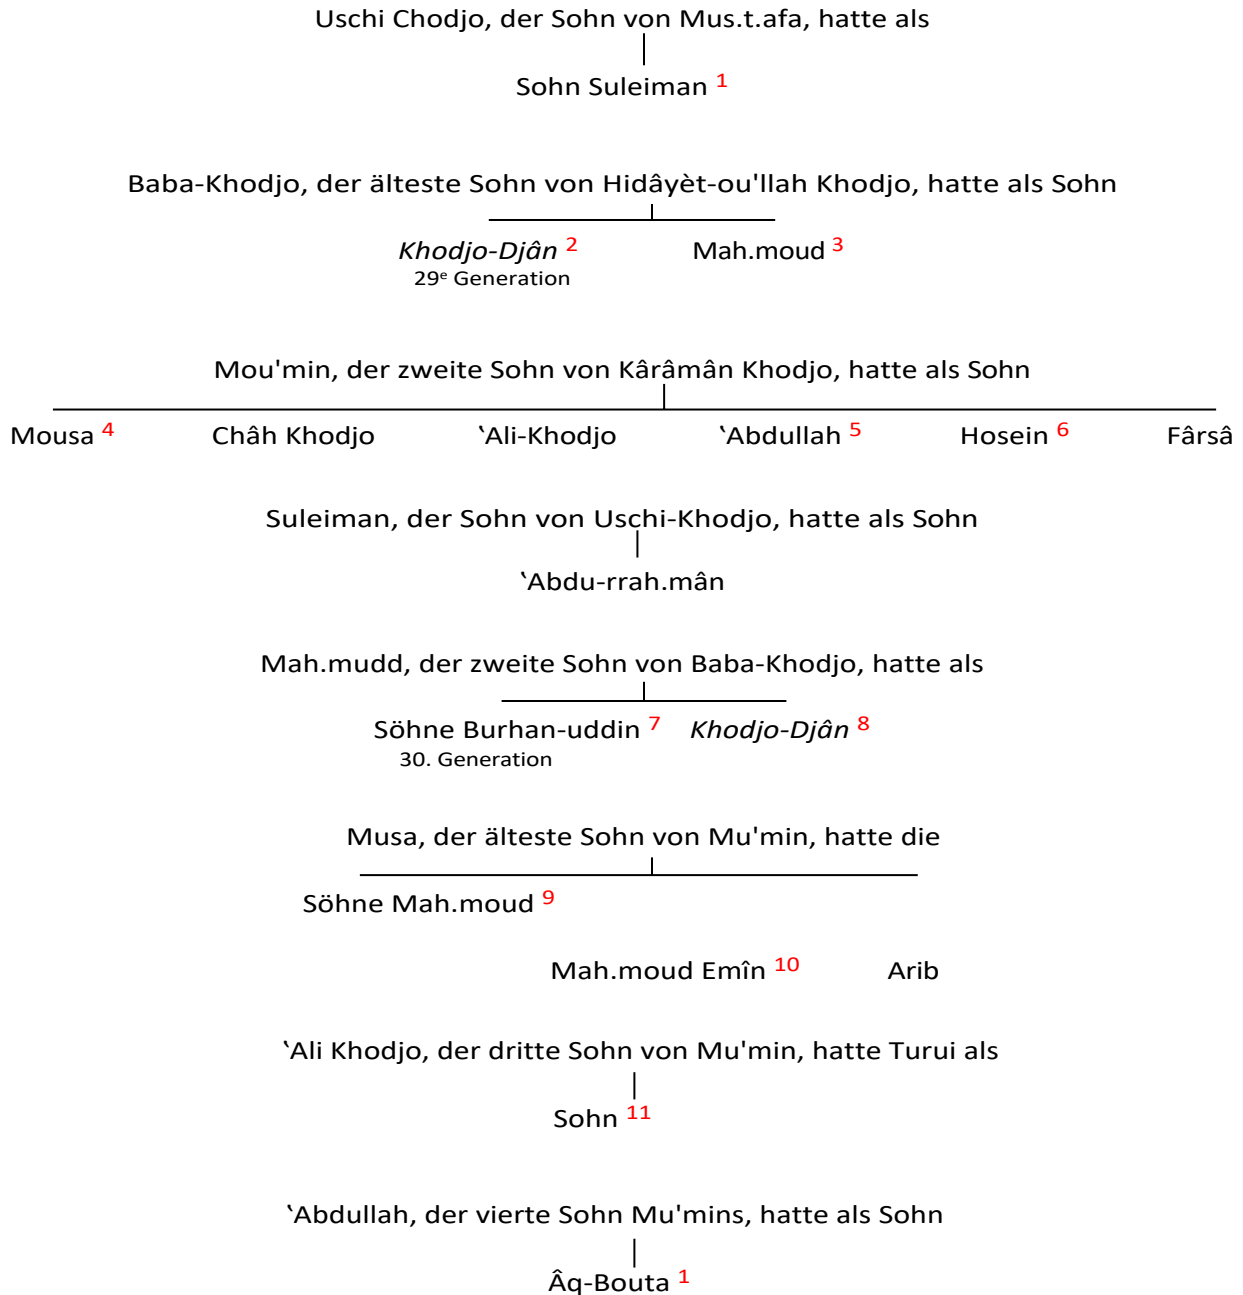 Uschi Chodjo, der Sohn von Mus.t.afa, hatte als
Sohn Suleiman 1
Baba-Khodjo, der älteste Sohn von Hidâyèt-ou'llah Khodjo, hatte als Sohn
Khodjo-Djân 2 Mah.moud 3
29e Generation
Mou'min, der zweite Sohn von Kârâmân Khodjo, hatte als Sohn
Mousa 4 Châh Khodjo ‛Ali-Khodjo ‛Abdullah 5 Hosein 6 Fârsâ
Suleiman, der Sohn von Uschi-Khodjo, hatte als Sohn
‛Abdu-rrah.mân
Mah.mudd, der zweite Sohn von Baba-Khodjo, hatte als
Söhne Burhan-uddin 7 Khodjo-Djân 8
30. Generation
Musa, der älteste Sohn von Mu'min, hatte die
Söhne Mah.moud 9
Mah.moud Emîn 10 Arib
‛Ali Khodjo, der dritte Sohn von Mu'min, hatte Turui als
Sohn 11
‛Abdullah, der vierte Sohn Mu'mins, hatte als Sohn
Âq-Bouta 1